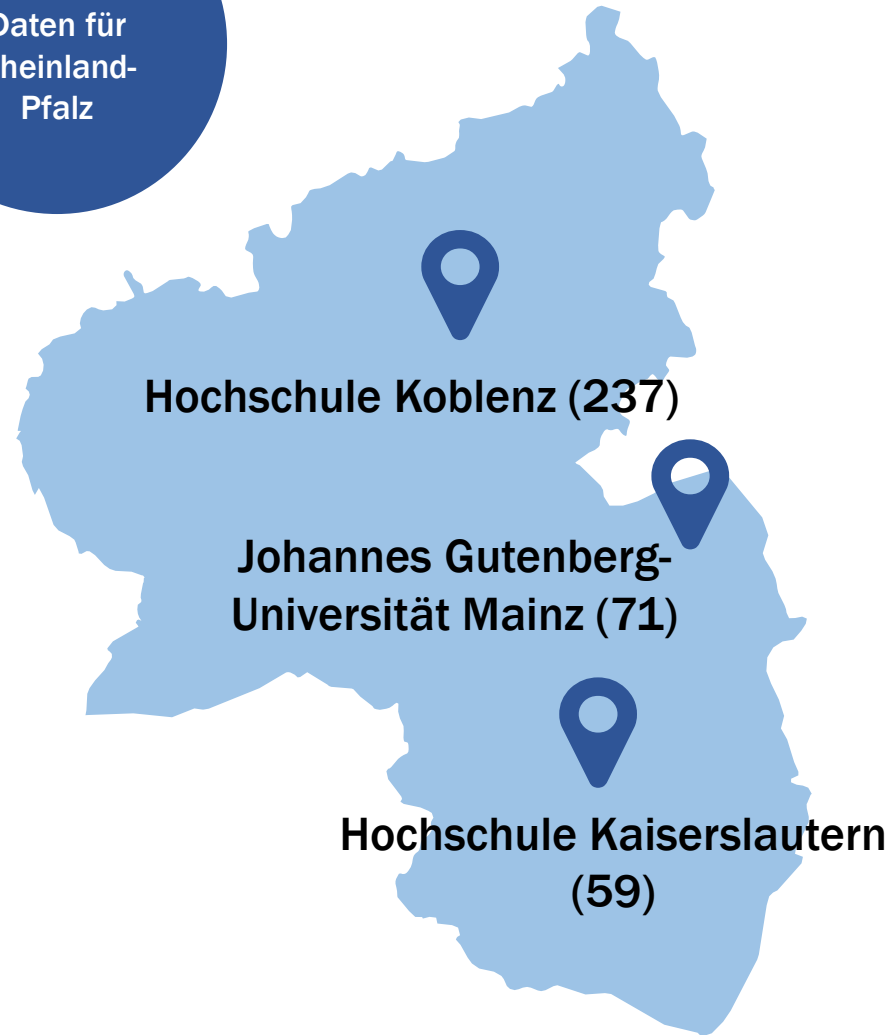 Daten für
heinland-
Pfalz
Hochschule Koblenz (237)
Johannes Gutenberg-
Universität Mainz (71)
Hochschule Kaiserslautern
(59)